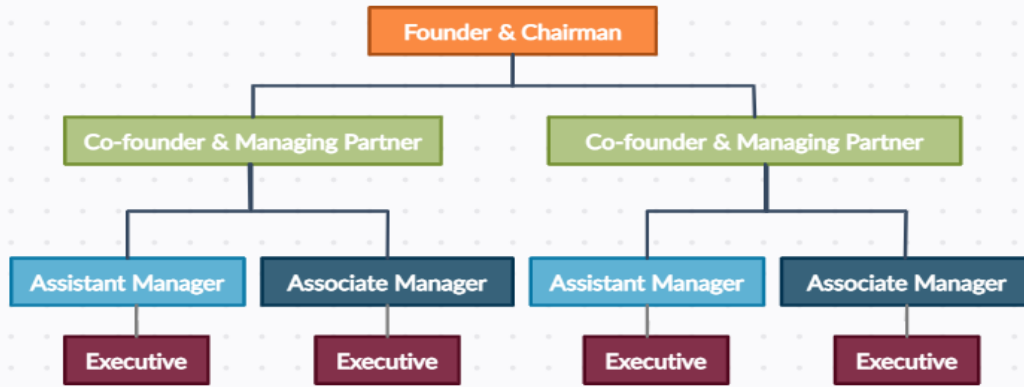 Founder & Chairman
Co-founder & Managing Partner
Co-founder & Managing Partner
Assistant Manager
Associate Manager
Assistant Manager
Associate Manager
Executive
Executive
Executive
Executive